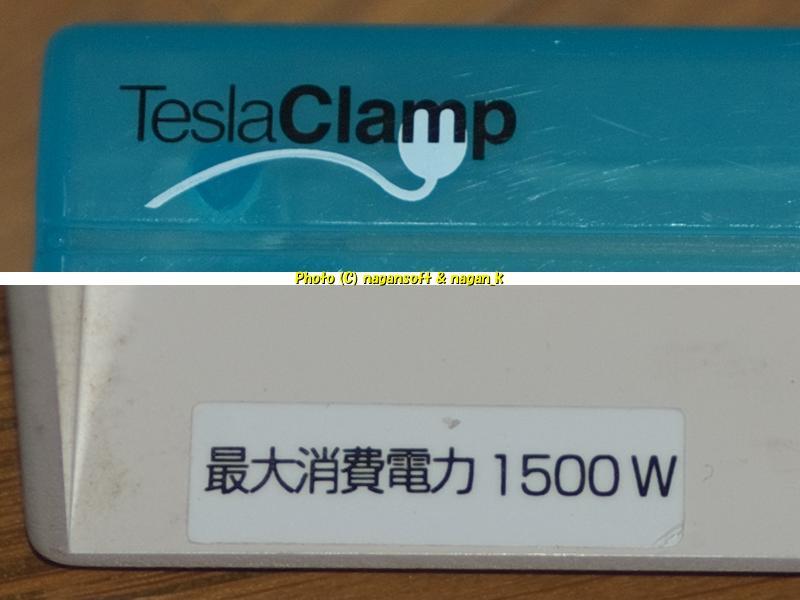 TeslaClamp
Photo (C) nagansoft & nagan_k
最大消費電力 1500 W